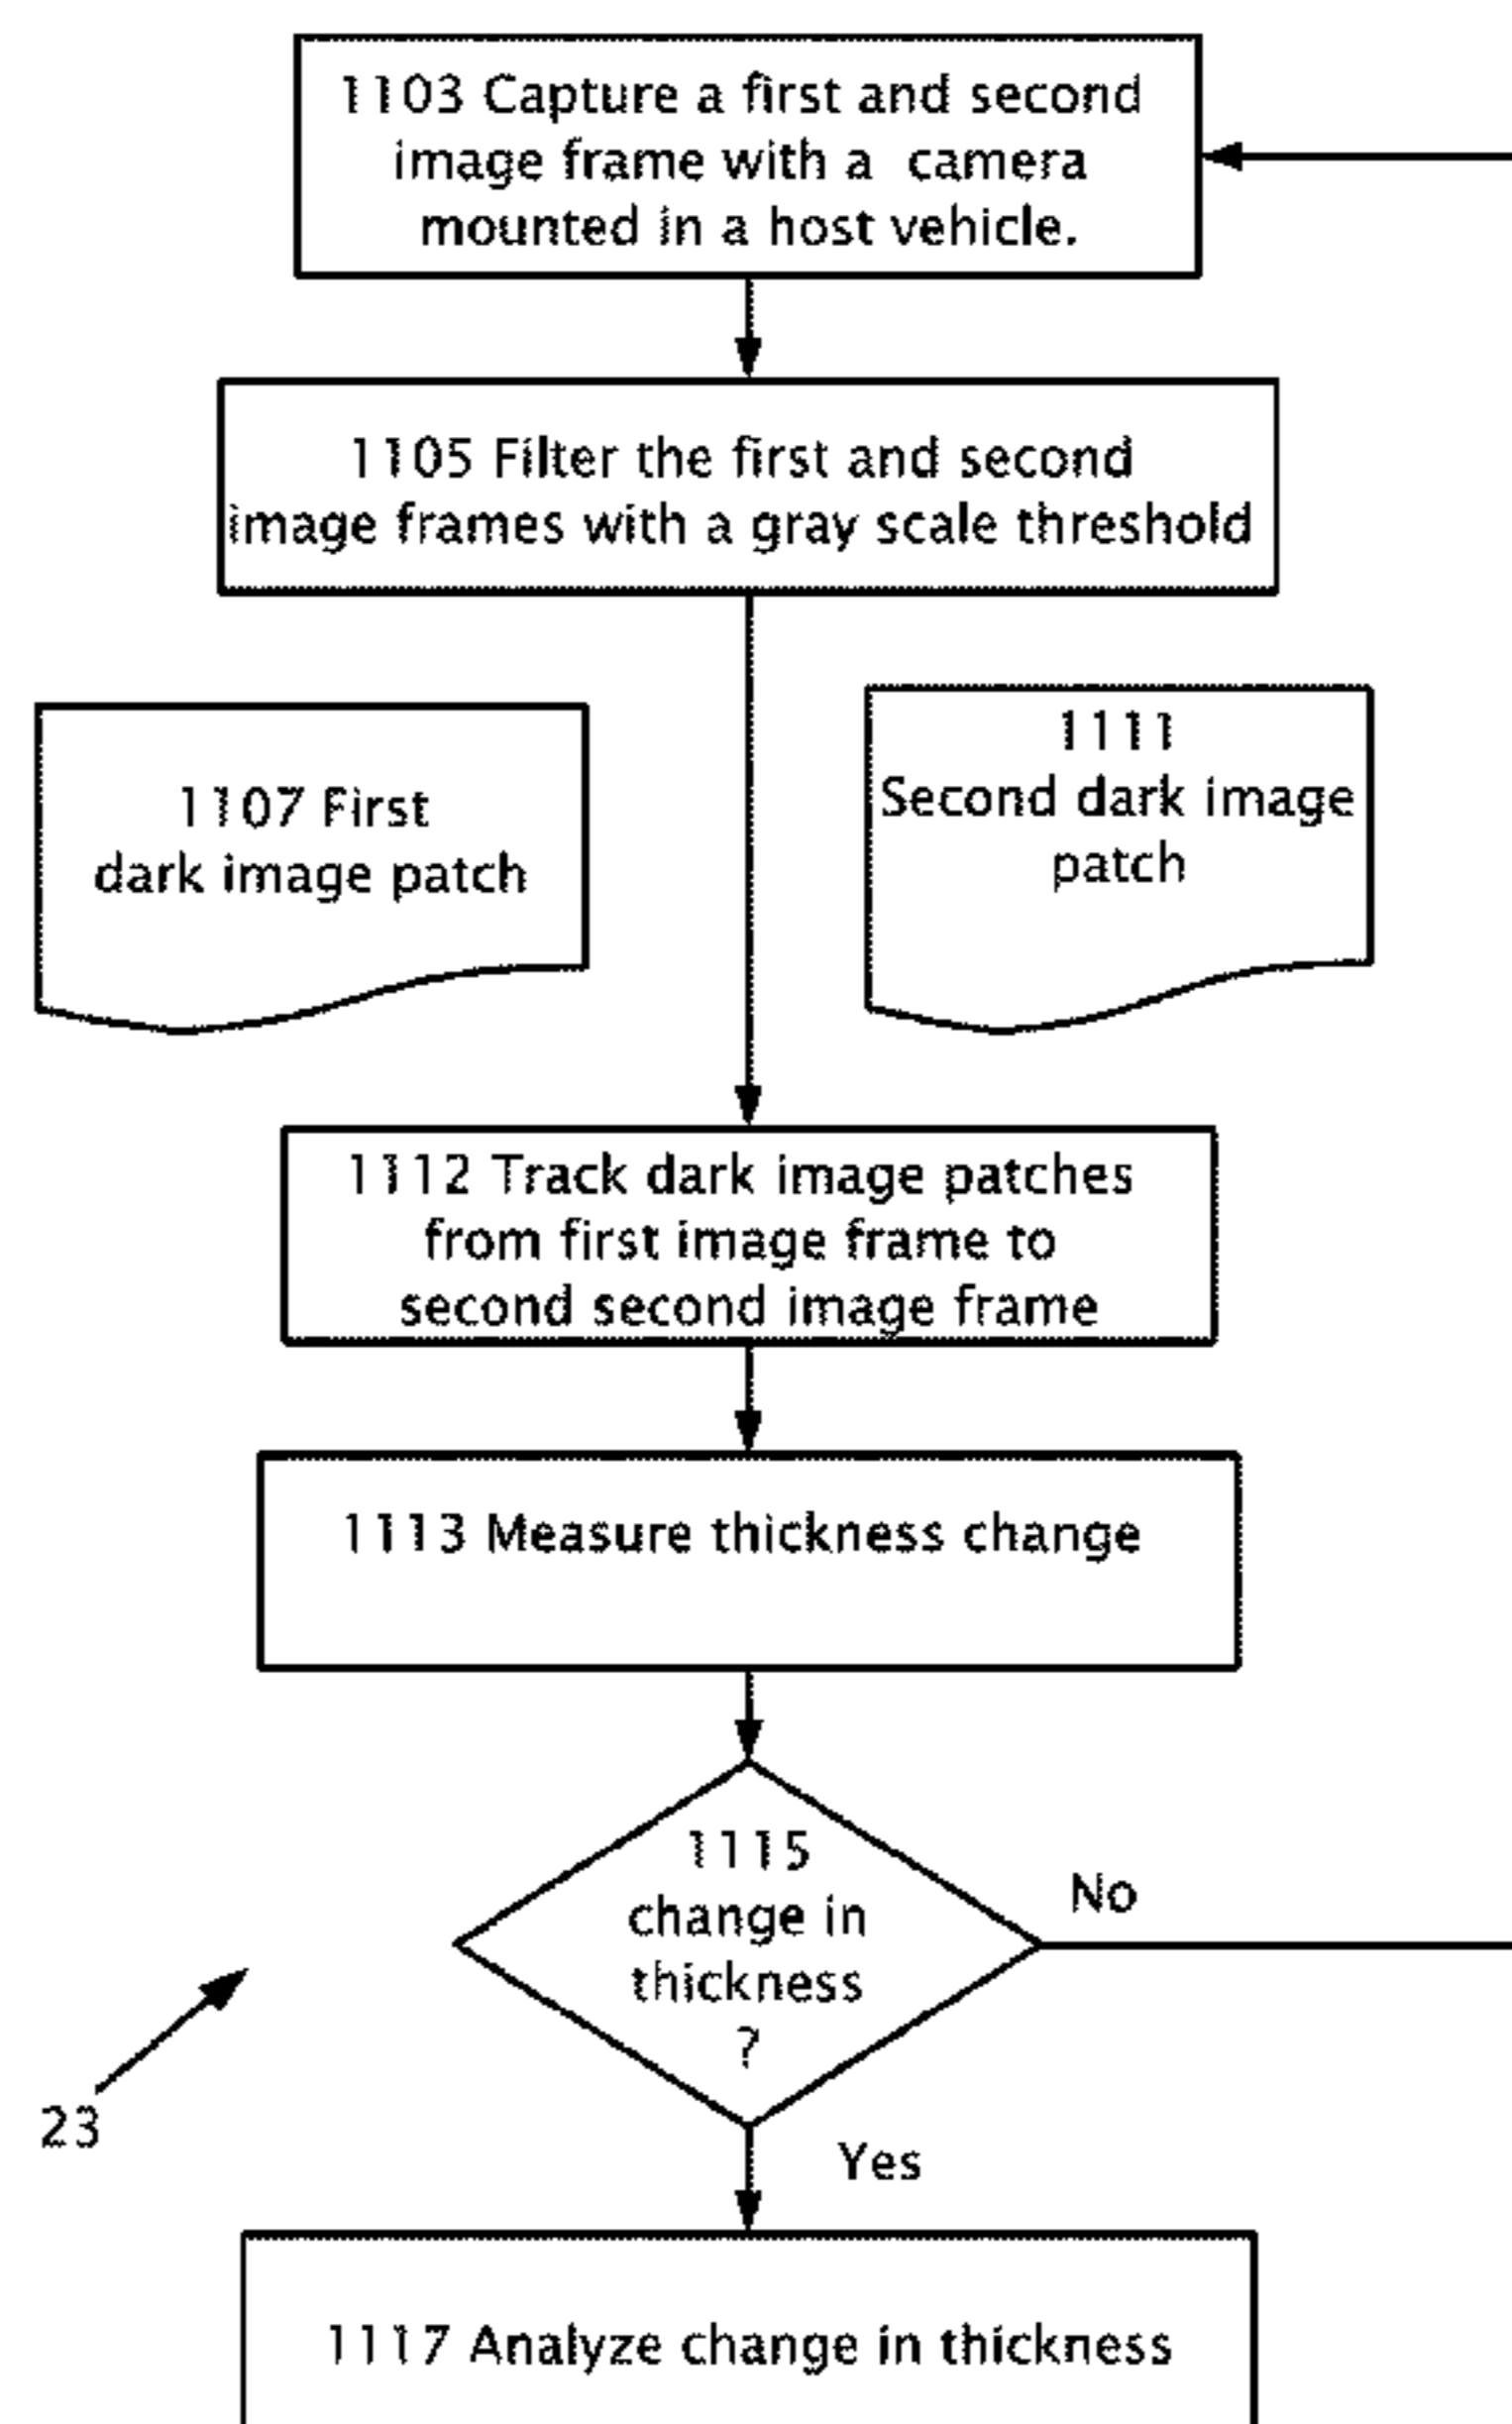 1103 Capture a first and second
image frame with a camera
mounted in a host vehicle.
1105 Filter the first and second
image frames with a gray scale threshold
1107 First
dark image patch
1111
Second dark image
patch
1112 Track dark image patches
from first image frame to
second second image frame
1113 Measure thickness change
1115
change in
thickness
?
No
23
Yes
1117 Analyze change in thickness